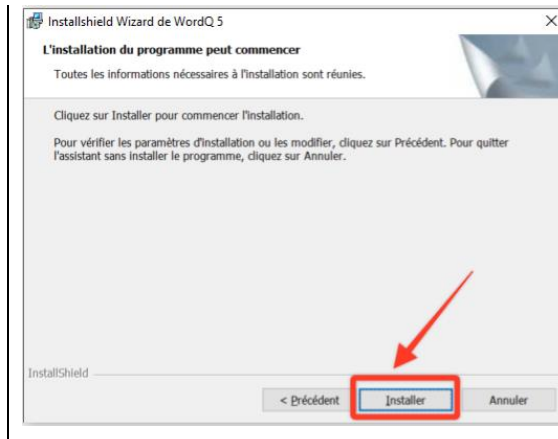 Installshield Wizard de WordQ 5
L'installation du programme peut commencer
Toutes les informations nécessaires à l'installation sont réunies.
Cliquez sur Installer pour commencer l'installation.
Pour vérifier les paramètres d'installation ou les modifier, cliquez sur Précédent. Pour quitter
l'assistant sans installer le programme, cliquez sur Annuler.
InstallShield
< Précédent Installer Annuler